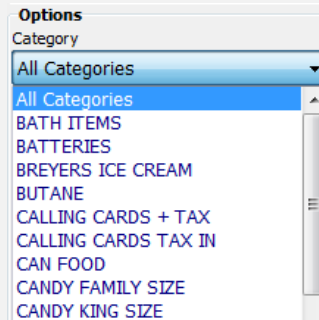 Options
Category
All Categories
All Categories
BATH ITEMS
BATTERIES
BREYERS ICE CREAM
BUTANE
CALLING CARDS + TAX
CALLING CARDS TAX IN
CAN FOOD
CANDY FAMILY SIZE
CANDY KING SIZE